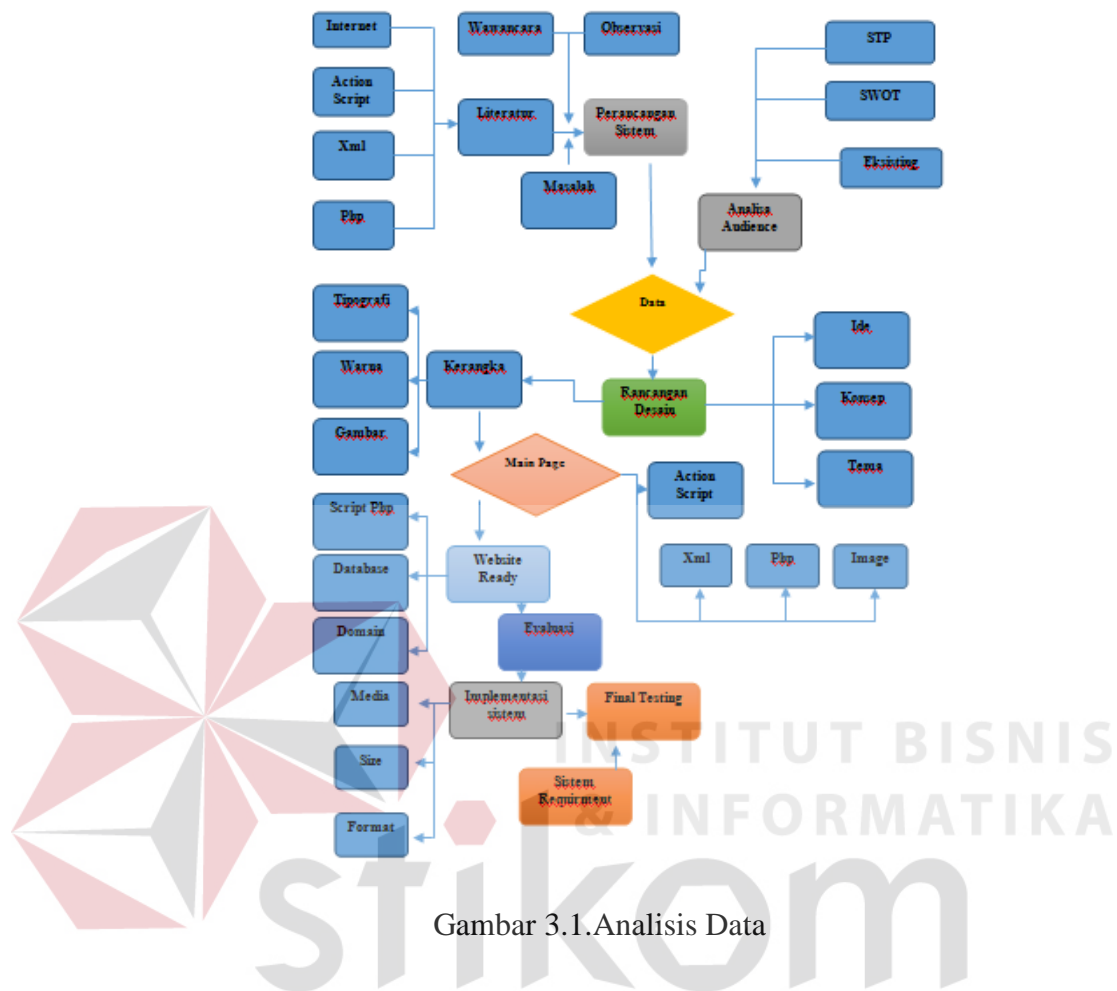 Internet
Wawancara
Observasi
STP
Action
Script
SWOT
Literatur
Perancangan
Sistem
Xml
Eksisting
Masalah
Php
Analisa
Audience
Data
Tipografi
Ide
Warna
Kerangka
Rancangan
Desain
Konsep
Gambar
Main Page
Tema
Action
Script
Script Php
Website
Ready
Xml
Php
Image
Database
Domain
Evaluasi
Media
Implementasi
sistem
Final Testing
Size
Sistem
Requirment
Format
INSTITUT BISNIS
& INFORMATIKA
stikom
Gambar 3.1.Analisis Data